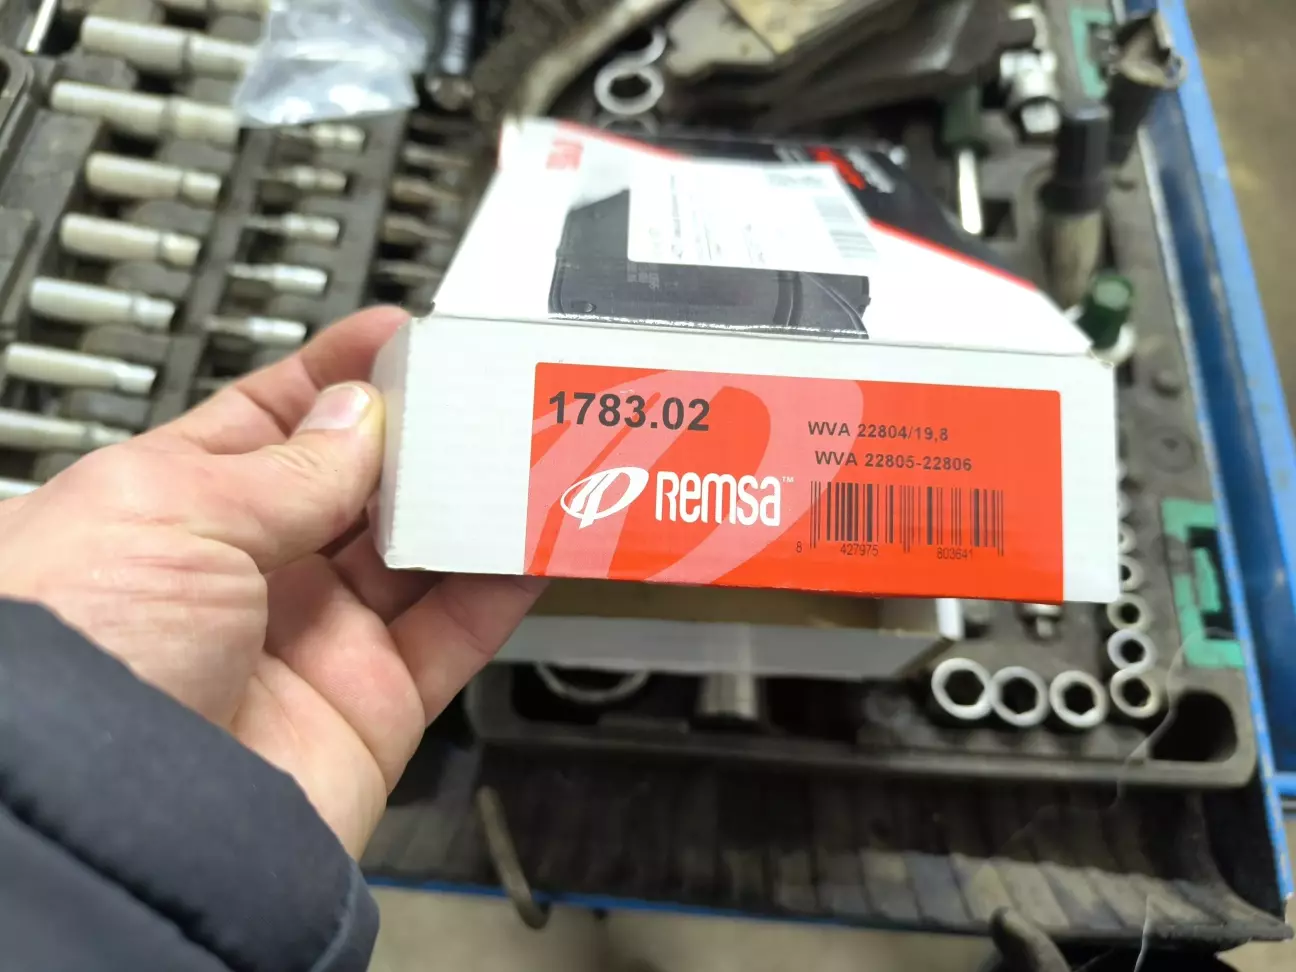 1783.02
WVA 22804/19,8
WVA 22805-22806
Remsa™
8 427975 803641